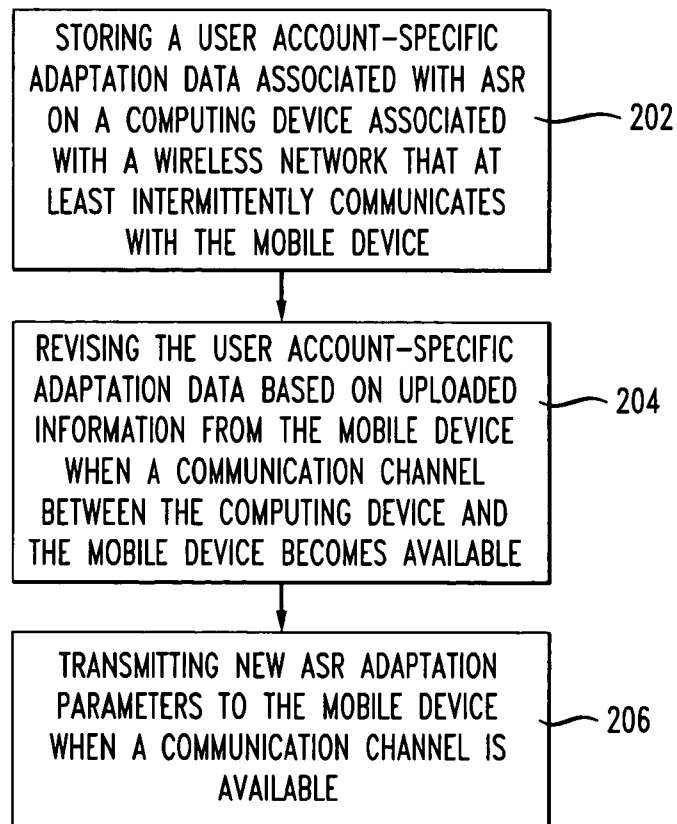 STORING A USER ACCOUNT–SPECIFIC
ADAPTATION DATA ASSOCIATED WITH ASR
ON A COMPUTING DEVICE ASSOCIATED
WITH A WIRELESS NETWORK THAT AT
LEAST INTERMITTENTLY COMMUNICATES
WITH THE MOBILE DEVICE
202
REVISING THE USER ACCOUNT–SPECIFIC
ADAPTATION DATA BASED ON UPLOADED
INFORMATION FROM THE MOBILE DEVICE
WHEN A COMMUNICATION CHANNEL
BETWEEN THE COMPUTING DEVICE AND
THE MOBILE DEVICE BECOMES AVAILABLE
204
TRANSMITTING NEW ASR ADAPTATION
PARAMETERS TO THE MOBILE DEVICE
WHEN A COMMUNICATION CHANNEL IS
AVAILABLE
206